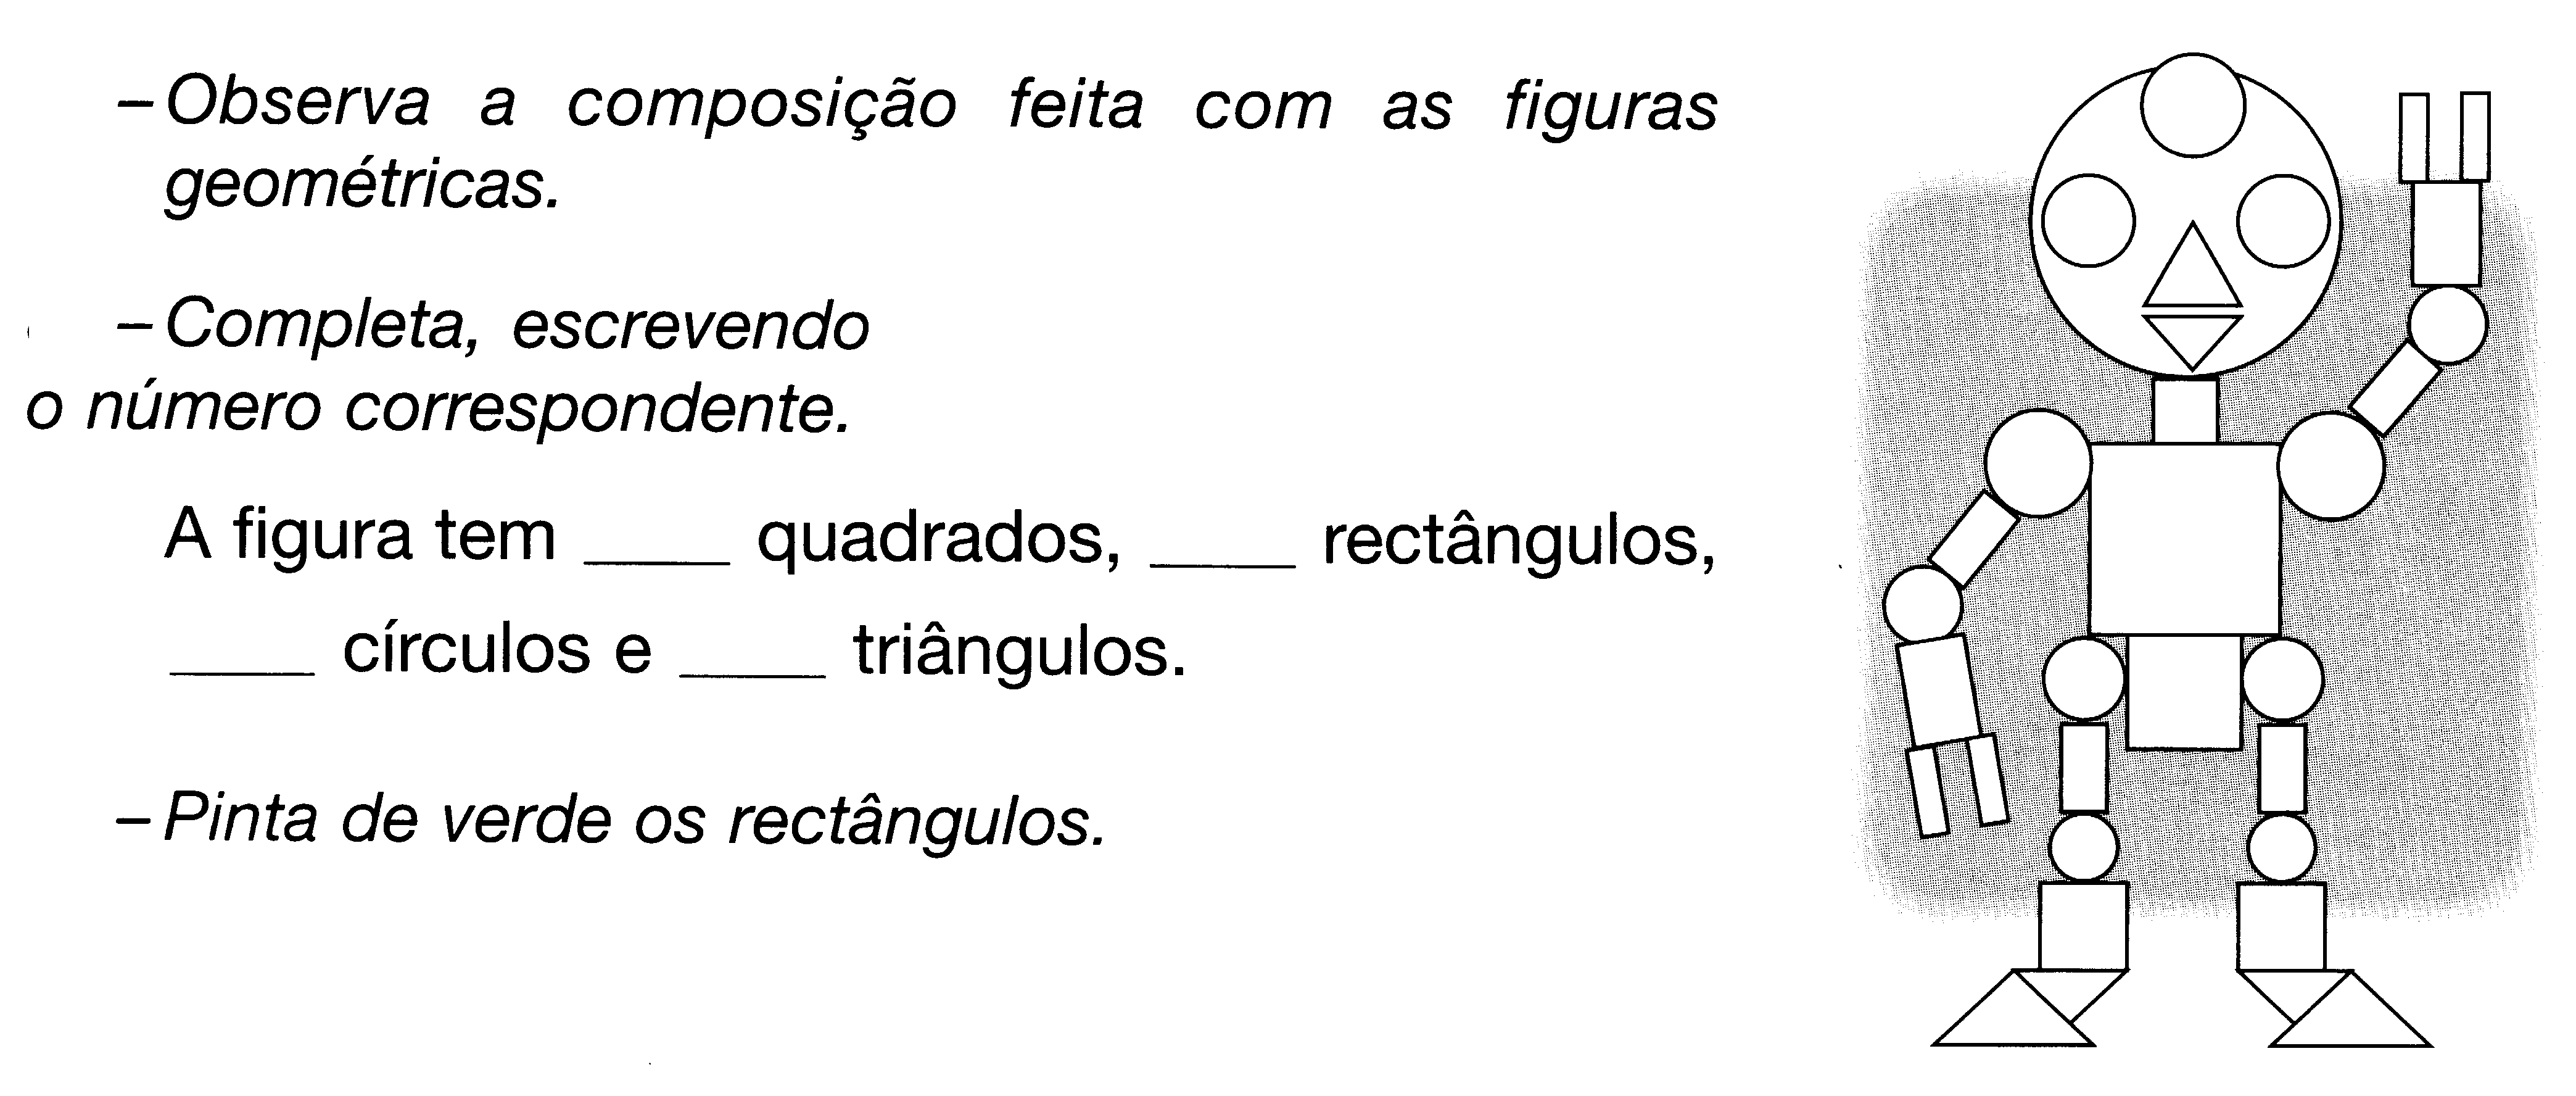 – Observa a composição feita com as figuras
geométricas.
– Completa, escrevendo
o número correspondente.
A figura tem ____ quadrados, ____ rectângulos,
____ círculos e ____ triângulos.
– Pinta de verde os rectângulos.